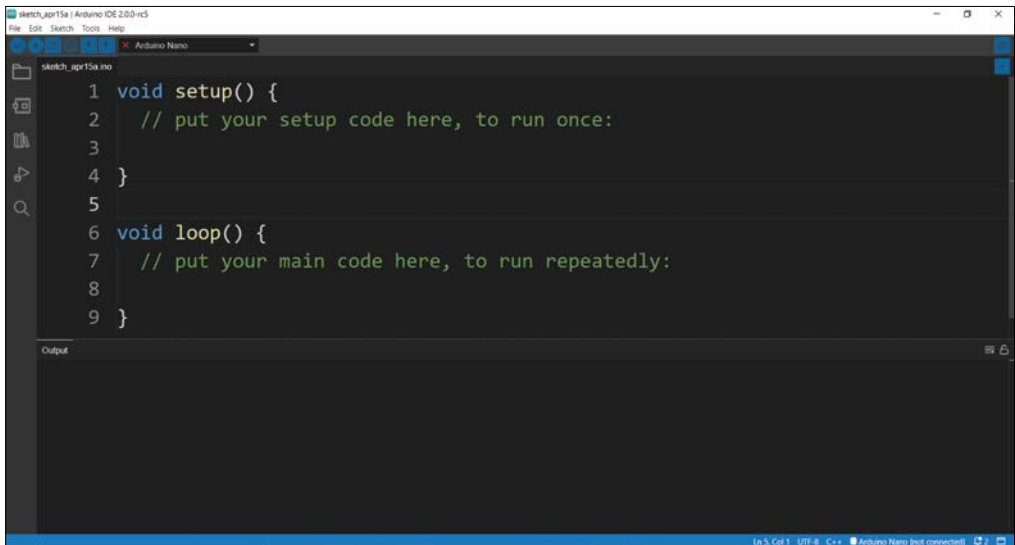 sketch_apr15a | Arduino IDE 2.0.0-rc5
File Edit Sketch Tools Help
Arduino Nano
sketch_apr15a.ino
1 void setup() {
2 // put your setup code here, to run once:
3
4 }
5
6 void loop() {
7 // put your main code here, to run repeatedly:
8
9 }
Output
Ln 5, Col 1 UTF-8 C++ Arduino Nano [not connected] 2